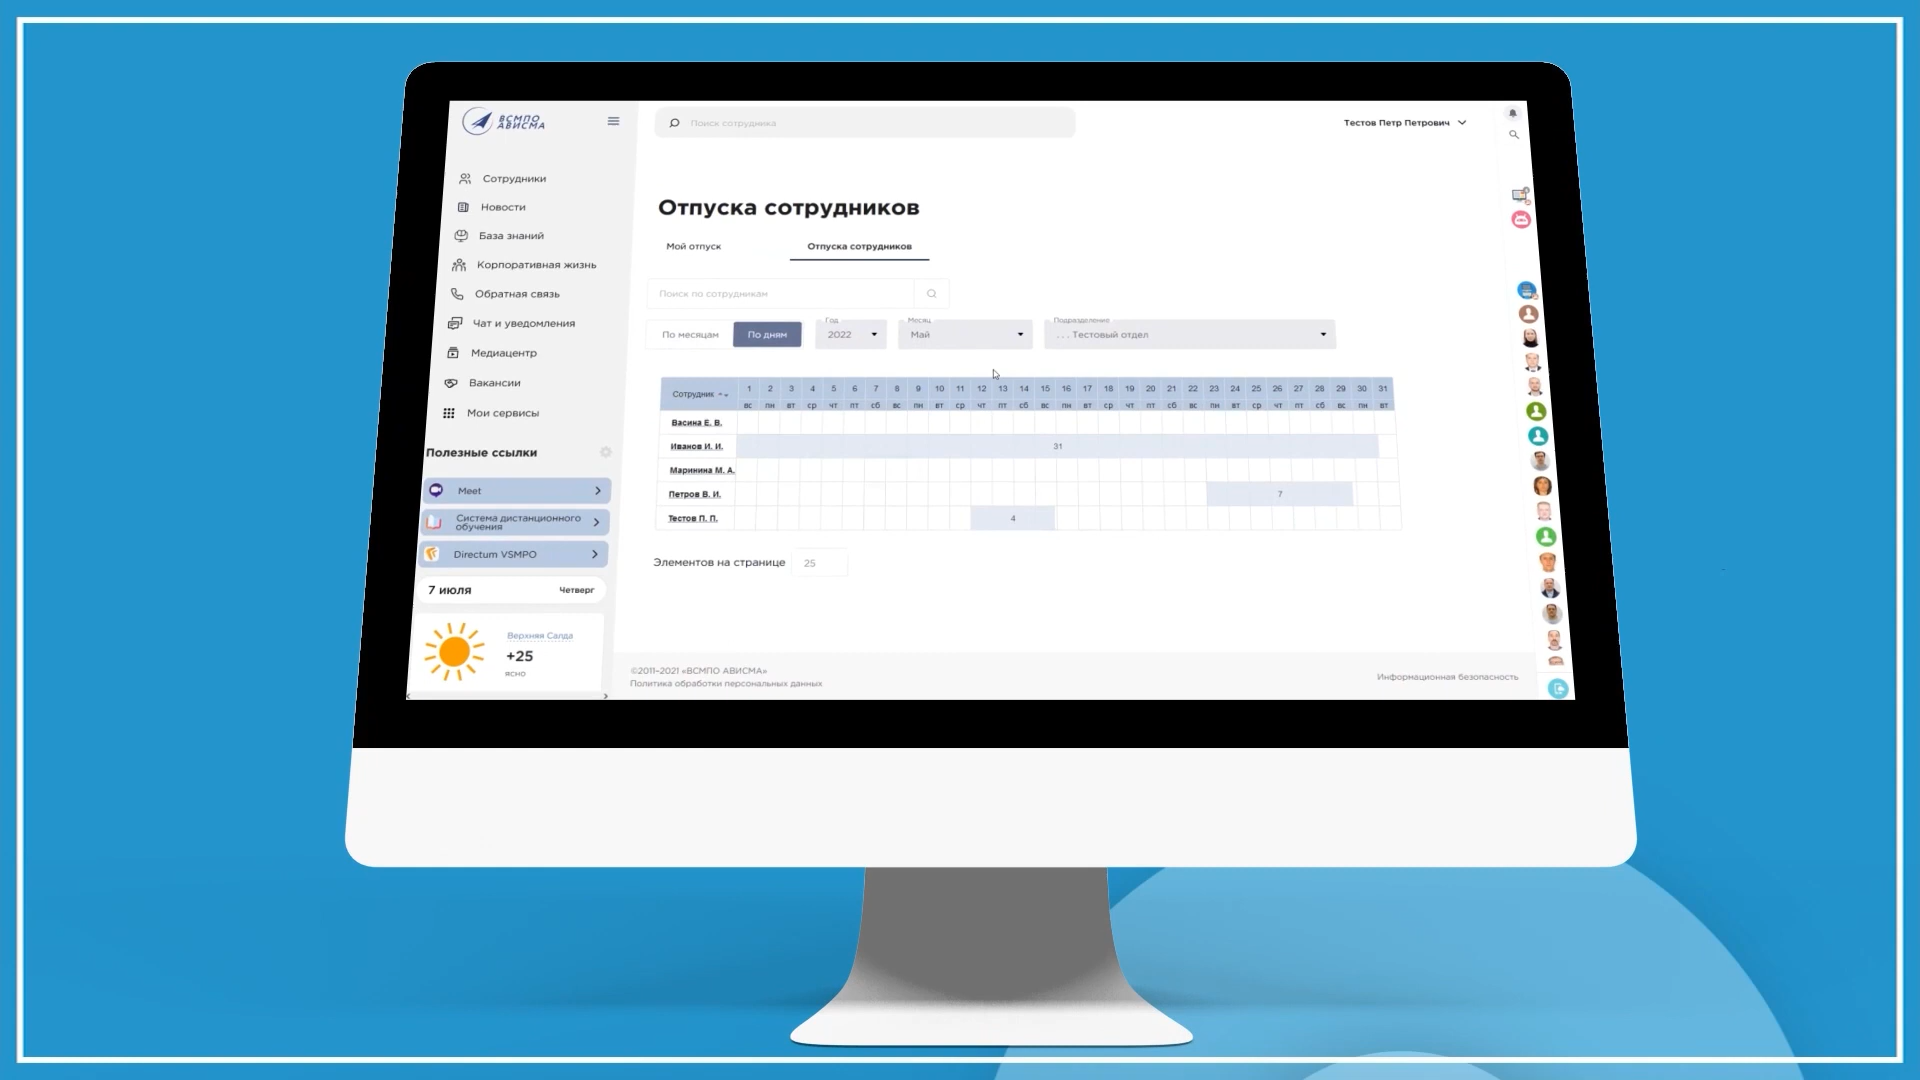 ВСМПО
АВИСМА
Поиск сотрудника
Тестов Петр Петрович
Сотрудники
Новости
База знаний
Корпоративная жизнь
Обратная связь
Чат и уведомления
Медиацентр
Вакансии
Мои сервисы
Полезные ссылки
Meet
Система дистанционного
обучения
Directum VSMPO
7 июля Четверг
Верхняя Салда
+25
ясно
Отпуска сотрудников
Мой отпуск Отпуска сотрудников
Поиск по сотрудникам
Год Месяц Подразделение
По месяцам По дням 2022 Май . . . Тестовый отдел
Сотрудник 1 2 3 4 5 6 7 8 9 10 11 12 13 14 15 16 17 18 19 20 21 22 23 24 25 26 27 28 29 30 31
вс пн вт ср чт пт сб вс пн вт ср чт пт сб вс пн вт ср чт пт сб вс пн вт ср чт пт сб вс пн вт
Васина Е. В.
Иванов И. И. 31
Маринина М. А.
Петров В. И. 7
Тестов П. П. 4
Элементов на странице 25
©2011-2021 «ВСМПО АВИСМА»
Политика обработки персональных данных
Информационная безопасность